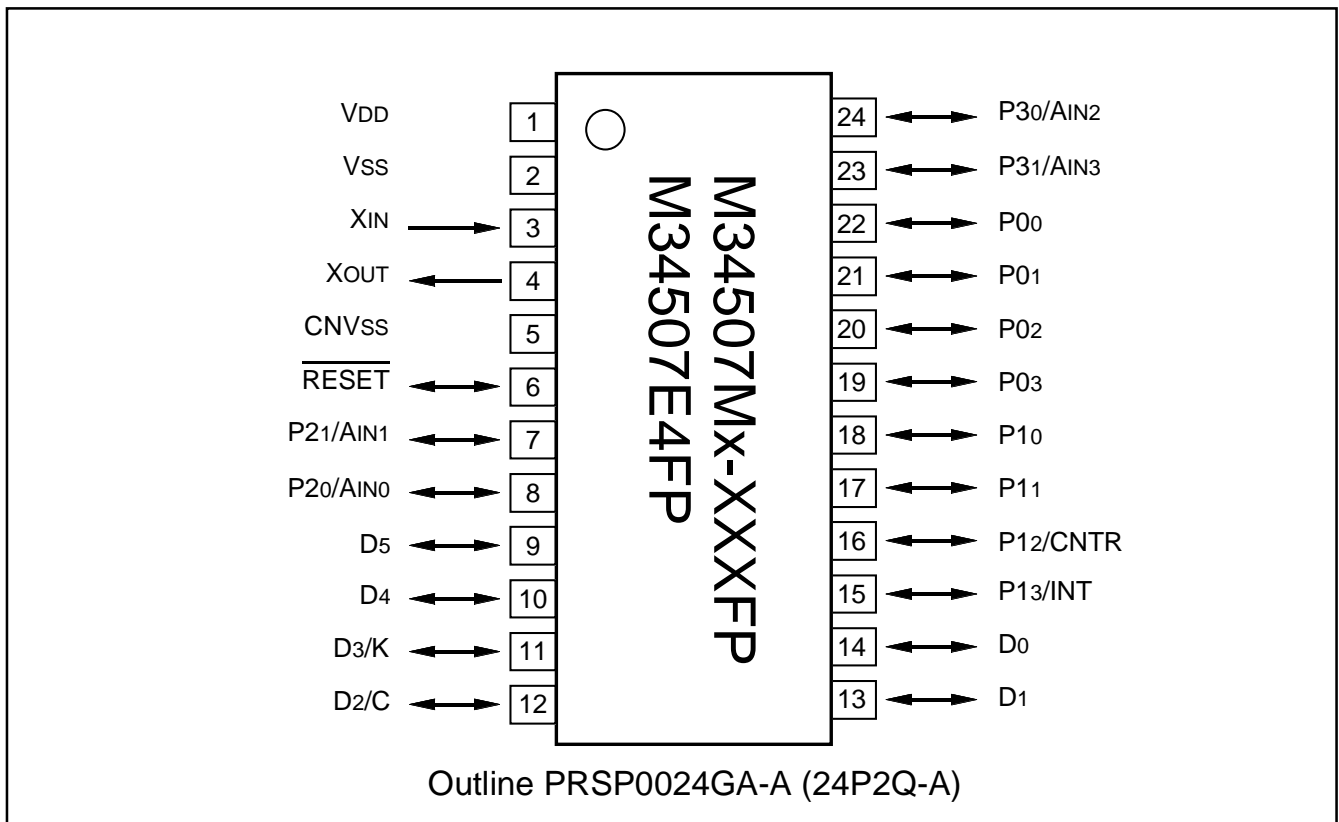 VDD 1
VSS 2
XIN 3
XOUT 4
CNVSS 5
RESET 6
P21/AIN1 7
P20/AIN0 8
D5 9
D4 10
D3/K 11
D2/C 12
M34507Mx-XXXFP
M34507E4FP
24 P30/AIN2
23 P31/AIN3
22 P00
21 P01
20 P02
19 P03
18 P10
17 P11
16 P12/CNTR
15 P13/INT
14 D0
13 D1
Outline PRSP0024GA-A (24P2Q-A)